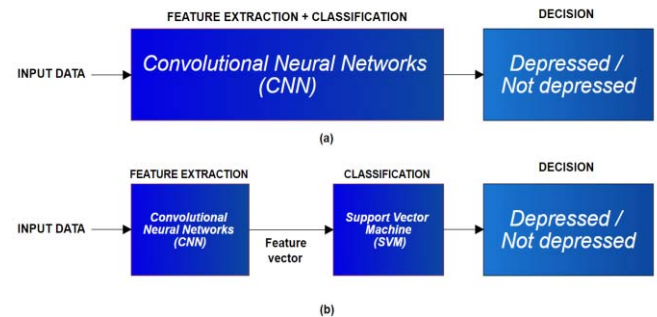 FEATURE EXTRACTION + CLASSIFICATION
DECISION
INPUT DATA
Convolutional Neural Networks
(CNN)
Depressed /
Not depressed
(a)
FEATURE EXTRACTION
CLASSIFICATION
DECISION
INPUT DATA
Convolutional
Neural Networks
(CNN)
Feature
vector
Support Vector
Machine
(SVM)
Depressed /
Not depressed
(b)